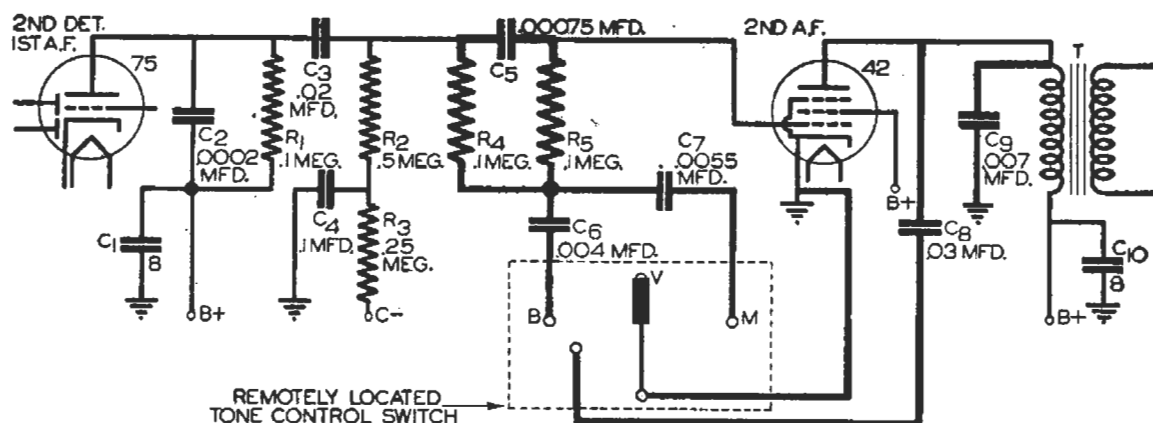 2ND DET.
1ST A.F.
75
C2
.0002
MFD.
C1
8
B+
R1
.1 MEG.
C3
.02
MFD.
R2
.5 MEG.
C4
.1 MFD.
R3
.25
MEG.
C-
.00075 MFD.
C5
R4
.1 MEG.
R5
.1 MEG.
C6
.004 MFD.
C7
.0055
MFD.
B
V
M
REMOTELY LOCATED
TONE CONTROL SWITCH
2ND A.F.
42
B+
C8
.03 MFD.
C9
.007
MFD.
T
C10
8
B+